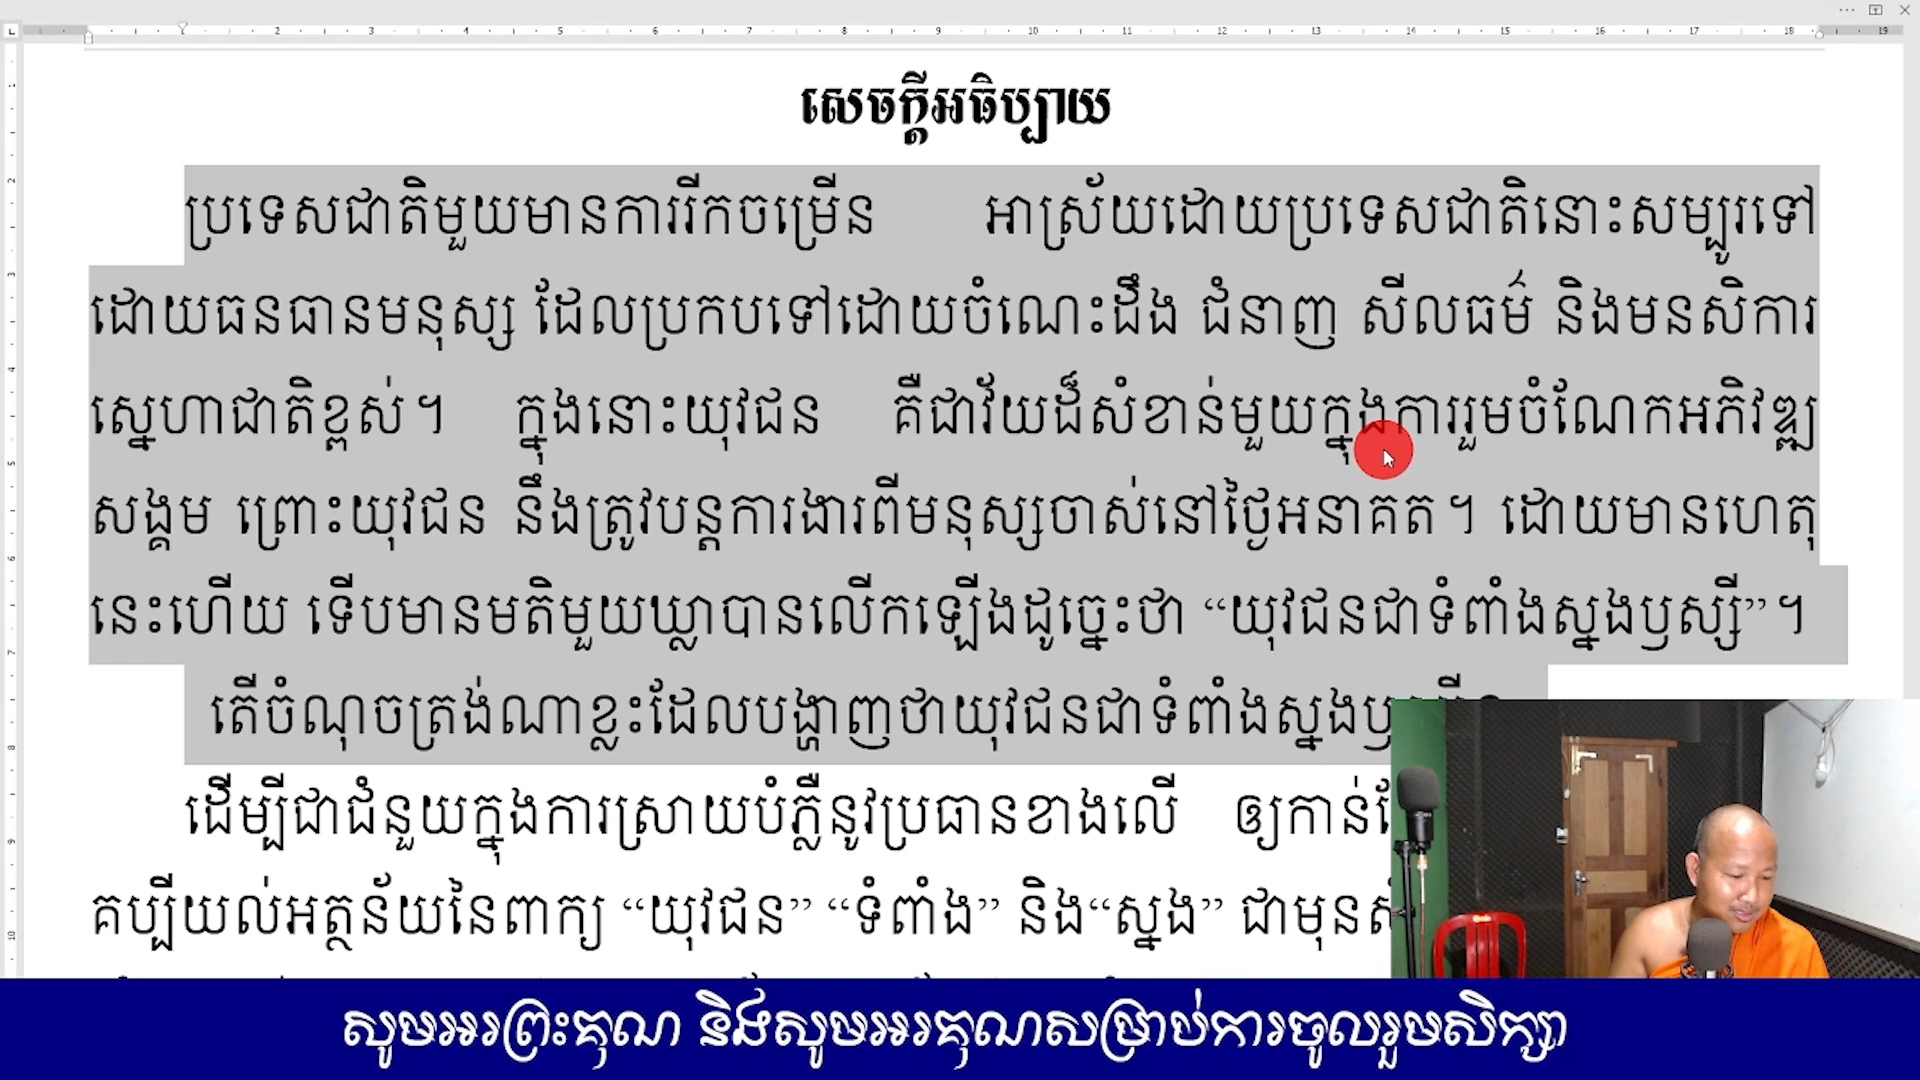 សេចក្តីអធិប្បាយ
ប្រទេសជាតិមួយមានការរីកចម្រើន អាស្រ័យដោយប្រទេសជាតិនោះសម្បូរទៅ
ដោយធនធានមនុស្ស ដែលប្រកបទៅដោយចំណេះដឹង ជំនាញ សីលធម៌ និងមនសិការ
ស្នេហាជាតិខ្ពស់។ ក្នុងនោះយុវជន គឺជាវ័យដ៏សំខាន់មួយក្នុងការរួមចំណែកអភិវឌ្ឍ
សង្គម ព្រោះយុវជន នឹងត្រូវបន្តការងារពីមនុស្សចាស់នៅថ្ងៃអនាគត។ ដោយមានហេតុ
នេះហើយ ទើបមានមតិមួយឃ្លាបានលើកឡើងដូច្នេះថា “យុវជនជាទំពាំងស្នងឫស្សី”។
តើចំណុចត្រង់ណាខ្លះដែលបង្ហាញថាយុវជនជាទំពាំងស្នង
ដើម្បីជាជំនួយក្នុងការស្រាយបំភ្លឺនូវប្រធានខាងលើ ឲ្យកាន់
គប្បីយល់អត្ថន័យនៃពាក្យ “យុវជន” “ទំពាំង” និង“ស្នង” ជាមុន
សូមអរព្រះគុណ និងសូមអរគុណសម្រាប់ការចូលរួមសិក្សា